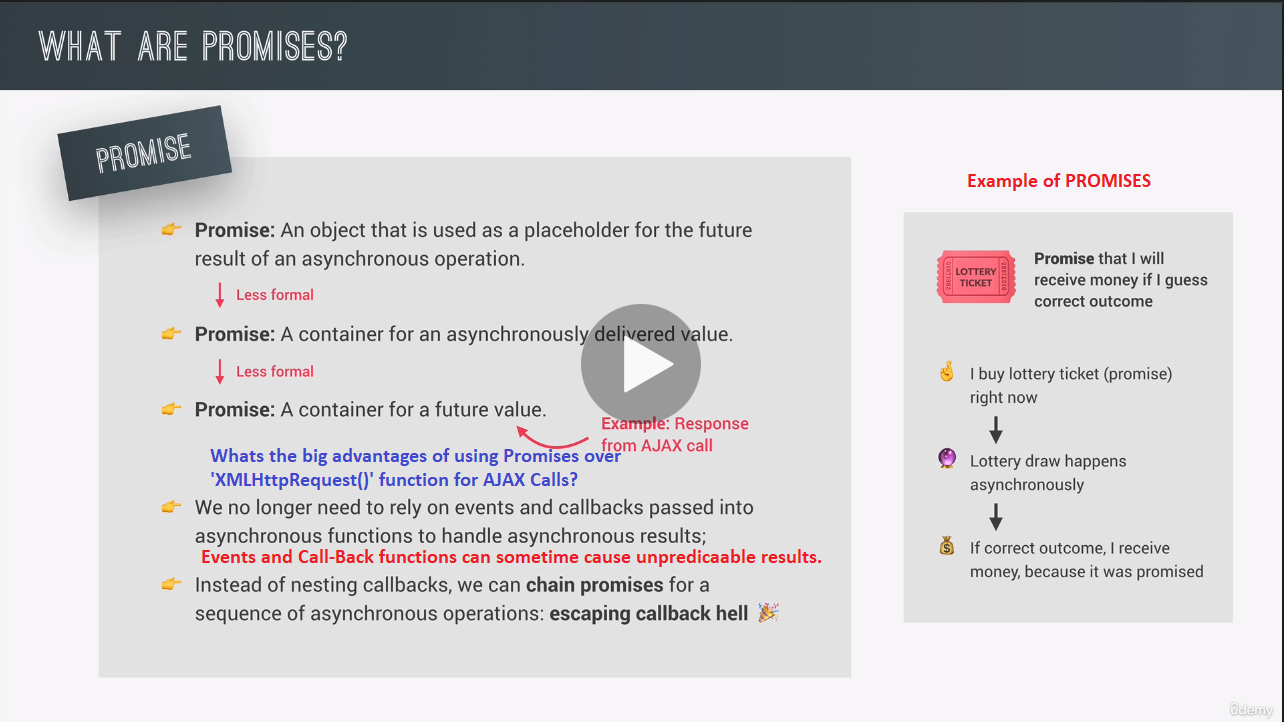 WHAT ARE PROMISES?
PROMISE
Promise: An object that is used as a placeholder for the future
result of an asynchronous operation.
Less formal
Promise: A container for an asynchronously delivered value.
Less formal
Promise: A container for a future value.
Example: Response
from AJAX call
Whats the big advantages of using Promises over
'XMLHttpRequest()' function for AJAX Calls?
We no longer need to rely on events and callbacks passed into
asynchronous functions to handle asynchronous results;
Events and Call-Back functions can sometime cause unpredicaable results.
Instead of nesting callbacks, we can chain promises for a
sequence of asynchronous operations: escaping callback hell
Example of PROMISES
LOTTERY
TICKET
Promise that I will
receive money if I guess
correct outcome
I buy lottery ticket (promise)
right now
Lottery draw happens
asynchronously
If correct outcome, I receive
money, because it was promised
ûdemy